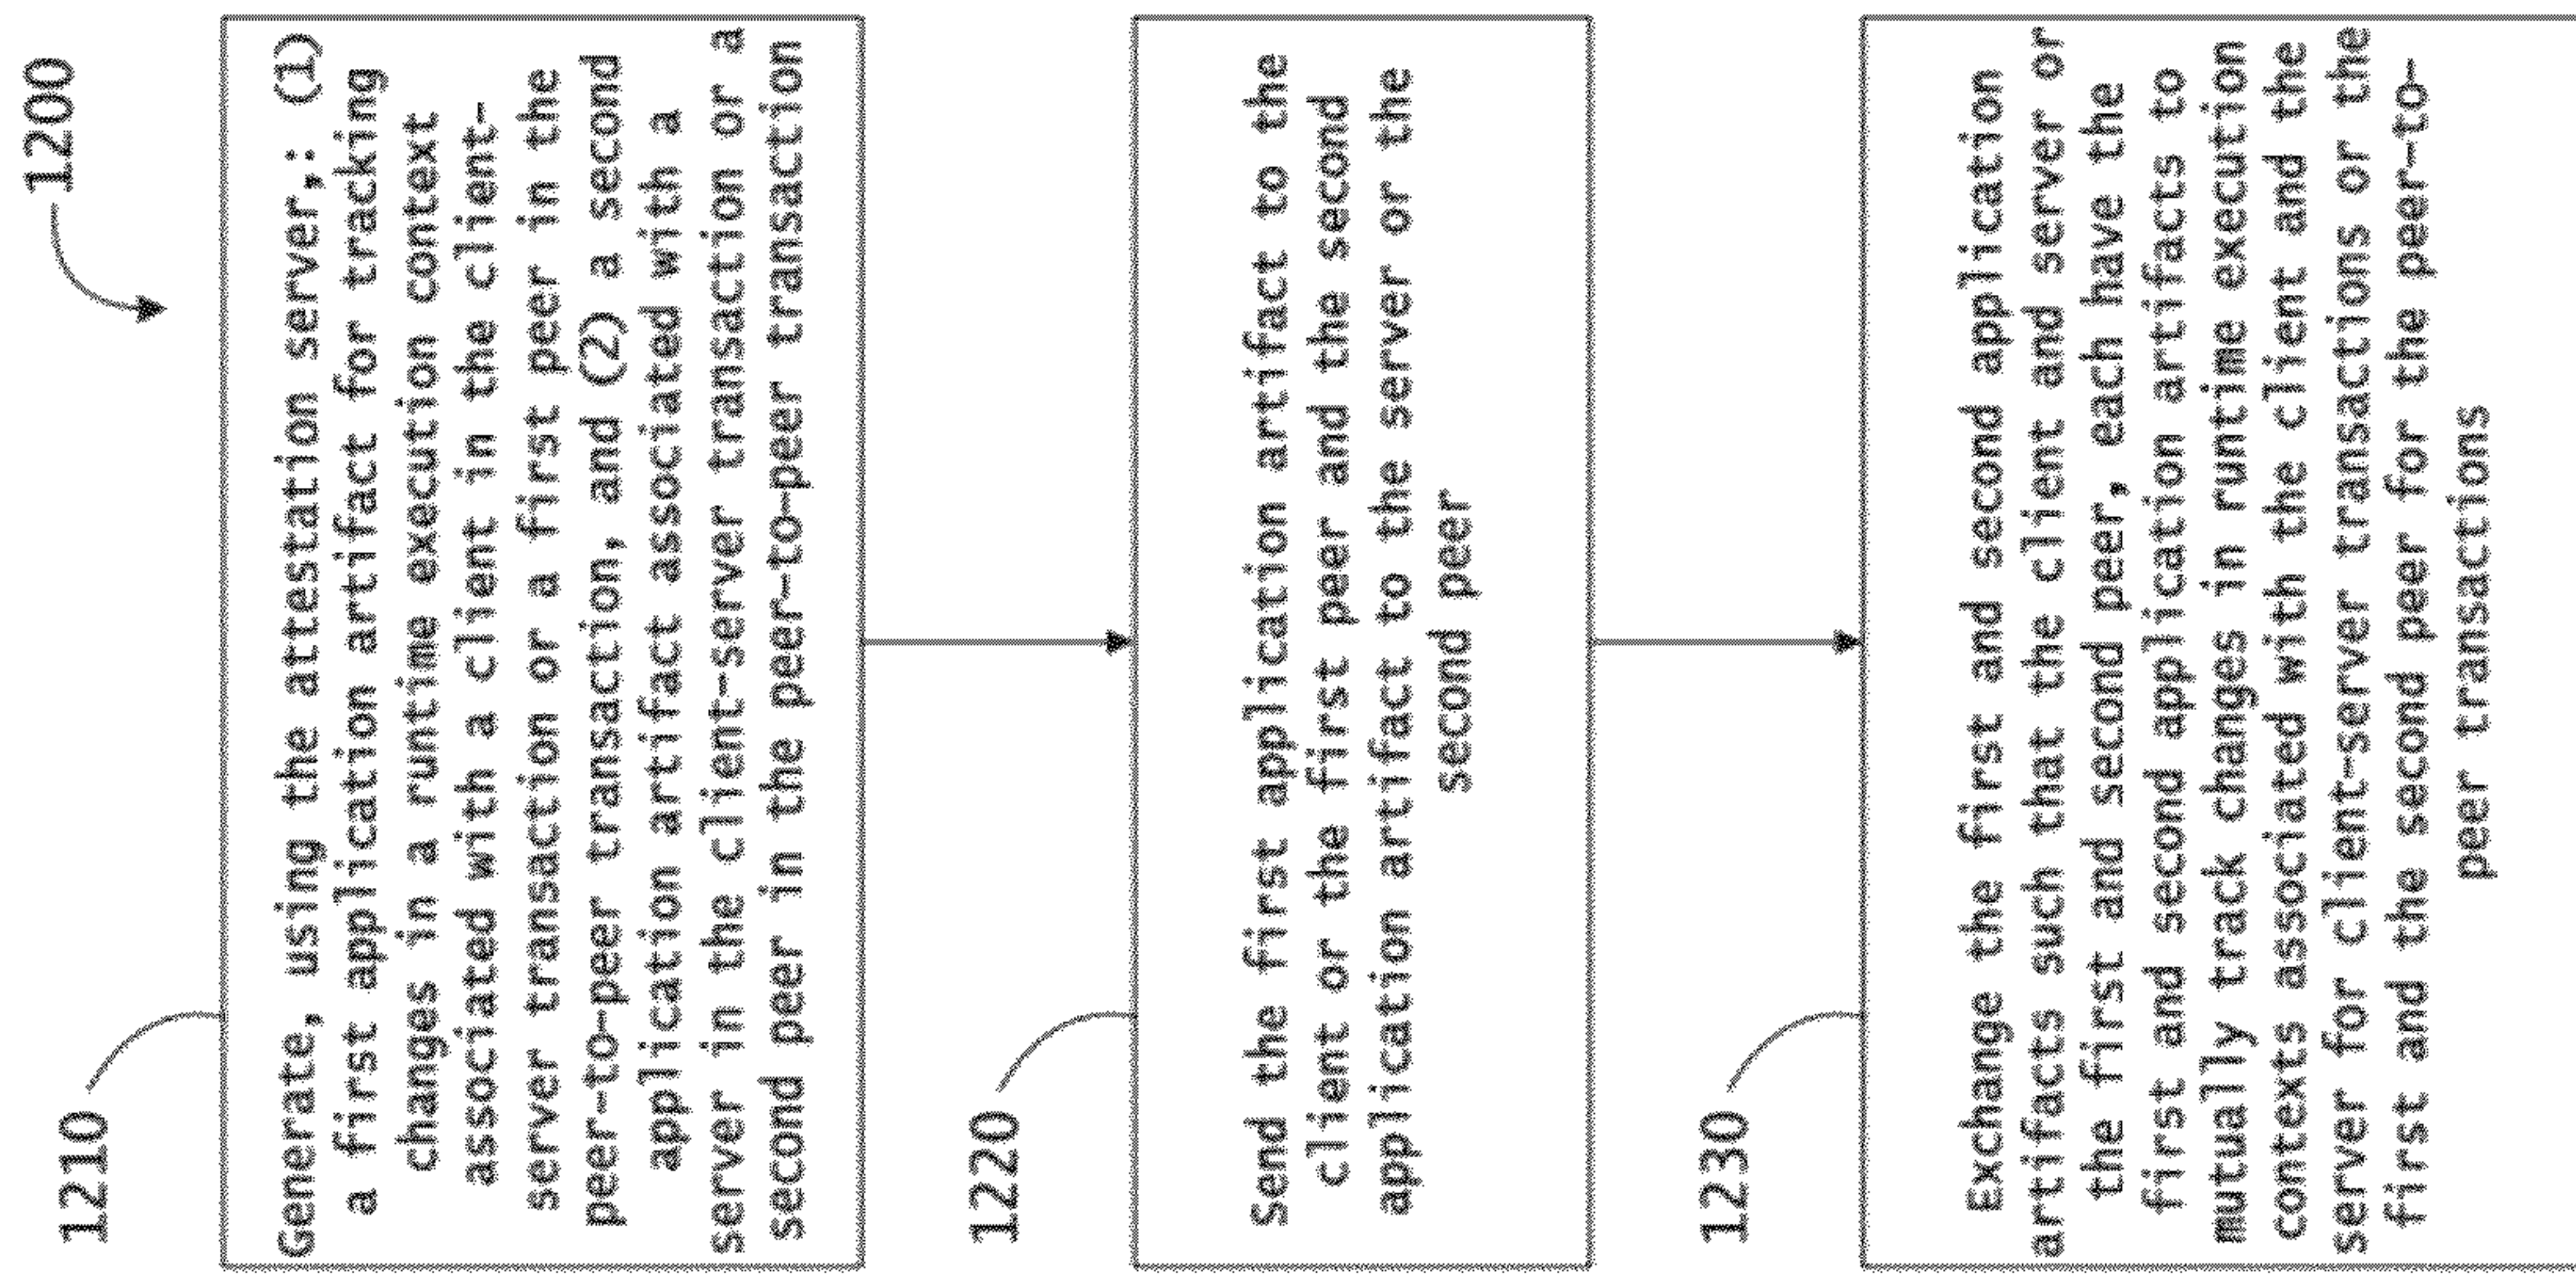 1200
1210
Generate, using the attestation server,: (1)
a first application artifact for tracking
changes in a runtime execution context
associated with a client in the client-
server transaction or a first peer in the
peer-to-peer transaction, and (2) a second
application artifact associated with a
server in the client-server transaction or a
second peer in the peer-to-peer transaction
1220
Send the first application artifact to the
client or the first peer and the second
application artifact to the server or the
second peer
1230
Exchange the first and second application
artifacts such that the client and server or
the first and second peer, each have the
first and second application artifacts to
mutually track changes in runtime execution
contexts associated with the client and the
server for client-server transactions or the
first and the second peer for the peer-to-
peer transactions